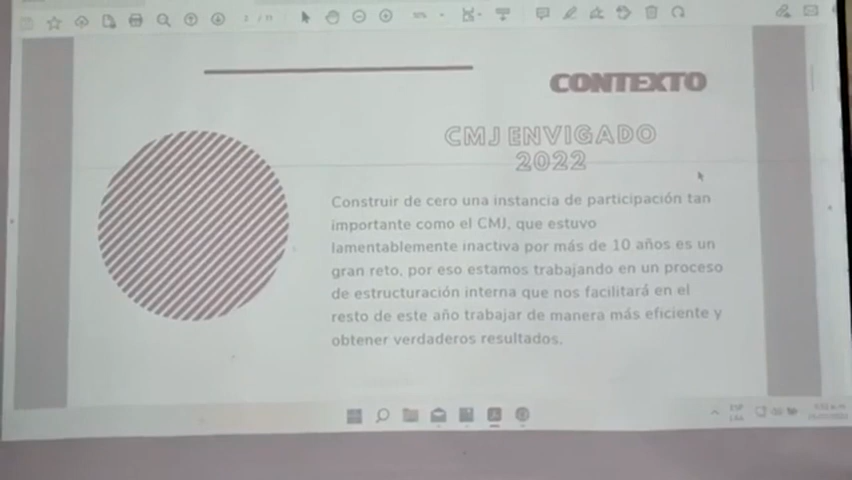 CONTEXTO
CMJ ENVIGADO
2022
Construir de cero una instancia de participación tan
importante como el CMJ, que estuvo
lamentablemente inactiva por más de 10 años es un
gran reto, por eso estamos trabajando en un proceso
de estructuración interna que nos facilitará en el
resto de este año trabajar de manera más eficiente y
obtener verdaderos resultados.
ESP